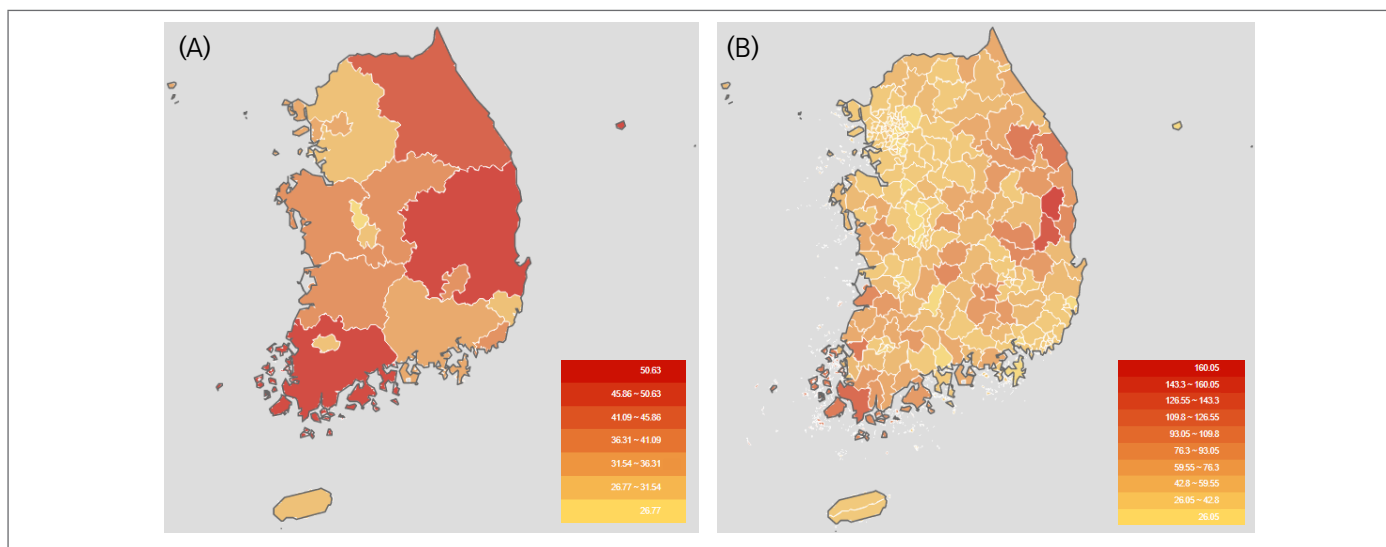 (A)
50.63
45.86 ~ 50.63
41.09 ~ 45.86
36.31 ~ 41.09
31.54 ~ 36.31
26.77 ~ 31.54
26.77
(B)
160.05
143.3 ~ 160.05
126.55 ~ 143.3
109.8 ~ 126.55
93.05 ~ 109.8
76.3 ~ 93.05
59.55 ~ 76.3
42.8 ~ 59.55
26.05 ~ 42.8
26.05